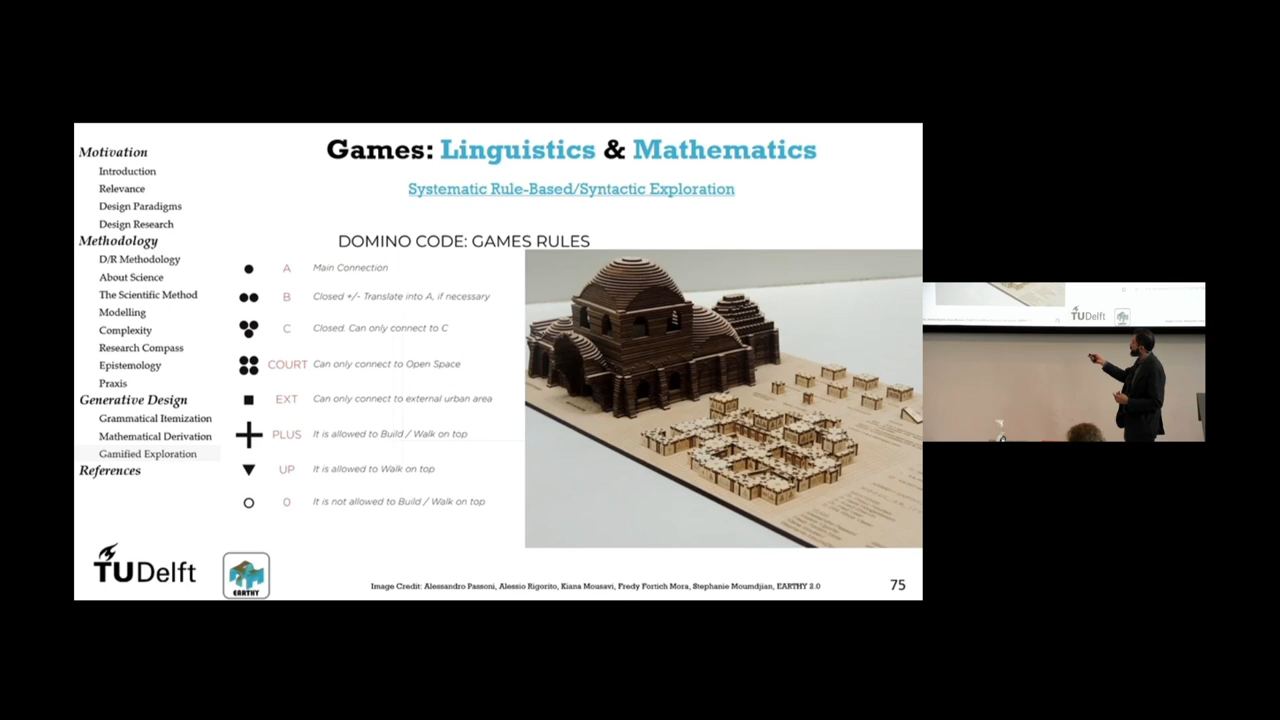 Games: Linguistics & Mathematics
Systematic Rule-Based/Syntactic Exploration
Motivation
Introduction
Relevance
Design Paradigms
Design Research
Methodology
D/R Methodology
About Science
The Scientific Method
Modelling
Complexity
Research Compass
Epistemology
Praxis
Generative Design
Grammatical Itemization
Mathematical Derivation
Gamified Exploration
References
DOMINO CODE: GAMES RULES
A Main Connection
B Closed +/- Translate into A, if necessary
C Closed. Can only connect to C
COURT Can only connect to Open Space
EXT Can only connect to external urban area
PLUS It is allowed to Build / Walk on top
UP It is allowed to Walk on top
0 It is not allowed to Build / Walk on top
TUDelft
EARTHY
Image Credit: Alessandro Passoni, Alessio Rigorito, Kiana Mousavi, Fredy Fortich Mora, Stephanie Moumdjian, EARTHY 2.0
75
TUDelft